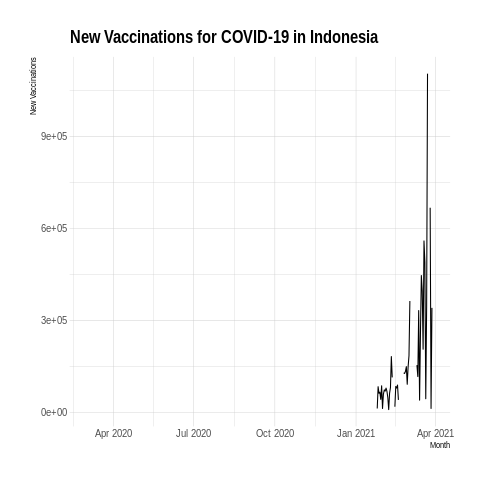 New Vaccinations for COVID-19 in Indonesia
New Vaccinations
9e+05
6e+05
3e+05
0e+00
Apr 2020 Jul 2020 Oct 2020 Jan 2021 Apr 2021
Month